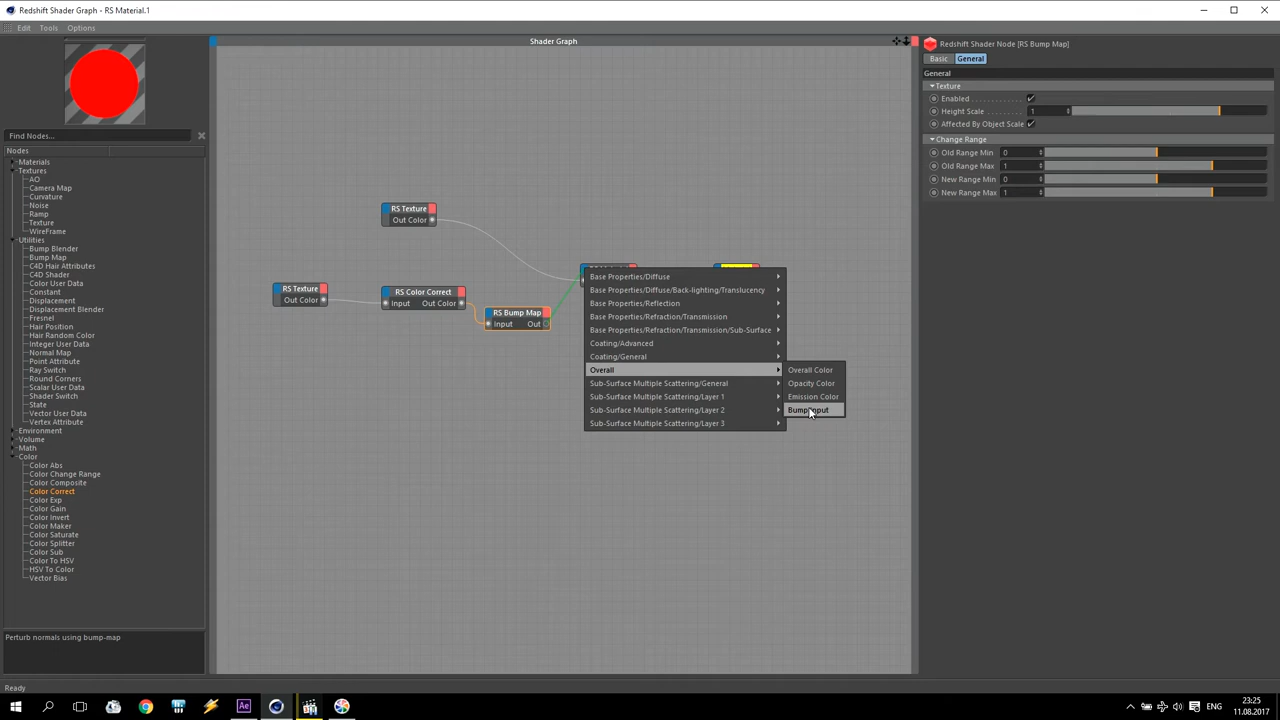 Redshift Shader Graph - RS Material.1
Edit Tools Options
Find Nodes...
Nodes
Materials
Textures
AO
Camera Map
Curvature
Noise
Ramp
Texture
WireFrame
Utilities
Bump Blender
Bump Map
C4D Hair Attributes
C4D Shader
Color User Data
Constant
Displacement
Displacement Blender
Fresnel
Hair Position
Hair Random Color
Integer User Data
Normal Map
Point Attribute
Ray Switch
Round Corners
Scalar User Data
Shader Switch
State
Vector User Data
Vertex Attribute
Environment
Volume
Math
Color
Color Abs
Color Change Range
Color Composite
Color Correct
Color Exp
Color Gain
Color Invert
Color Maker
Color Saturate
Color Splitter
Color Sub
Color To HSV
HSV To Color
Vector Bias
Perturb normals using bump-map
Ready
Shader Graph
RS Texture
Out Color
RS Texture
Out Color
RS Color Correct
Input Out Color
RS Bump Map
Input Out
Base Properties/Diffuse
Base Properties/Diffuse/Back-lighting/Translucency
Base Properties/Reflection
Base Properties/Refraction/Transmission
Base Properties/Refraction/Transmission/Sub-Surface
Coating/Advanced
Coating/General
Overall
Sub-Surface Multiple Scattering/General
Sub-Surface Multiple Scattering/Layer 1
Sub-Surface Multiple Scattering/Layer 2
Sub-Surface Multiple Scattering/Layer 3
Overall Color
Opacity Color
Emission Color
Bump Input
Redshift Shader Node [RS Bump Map]
Basic General
General
Texture
Enabled
Height Scale 1
Affected By Object Scale
Change Range
Old Range Min 0
Old Range Max 1
New Range Min 0
New Range Max 1
Ae
ENG
23:25
11.08.2017